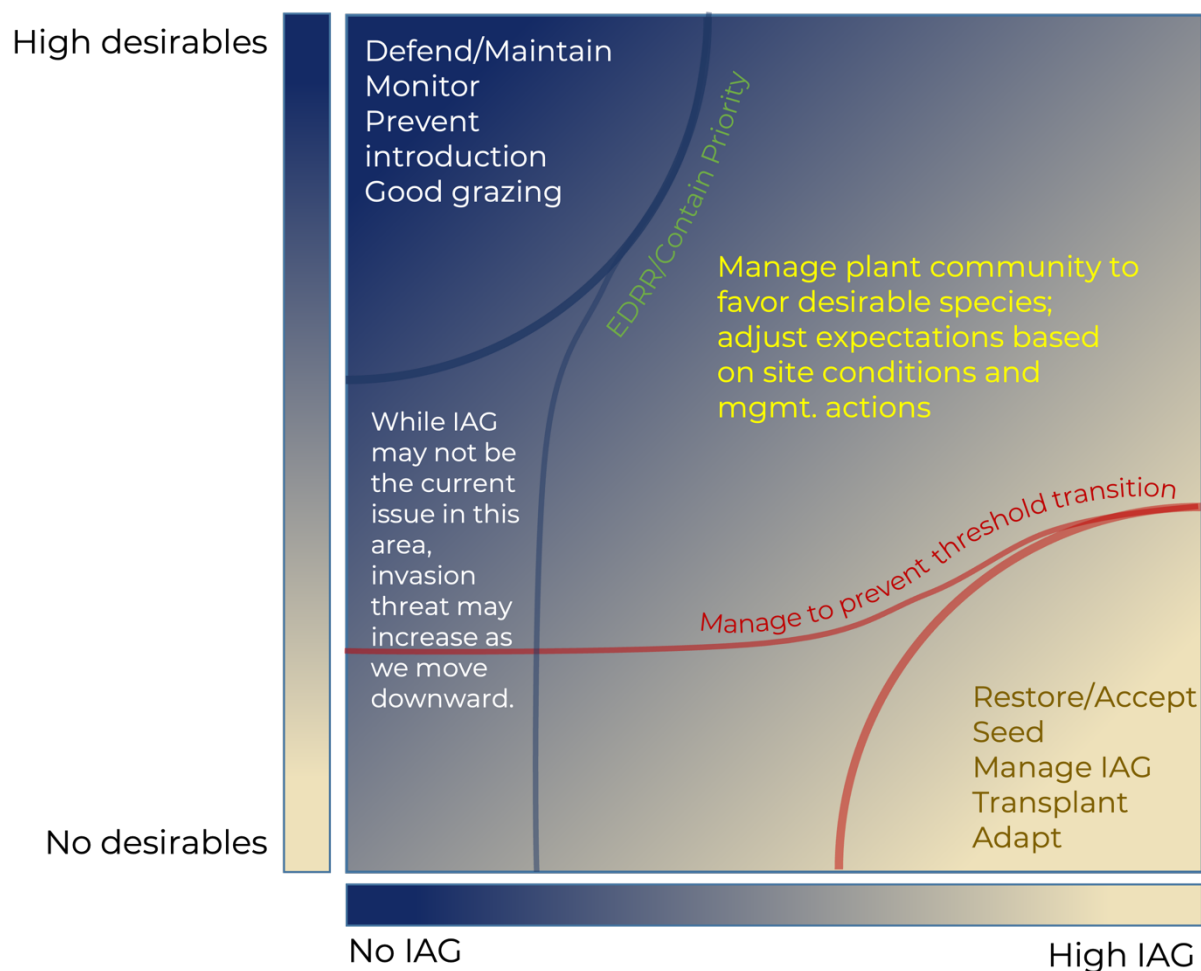 High desirables
Defend/Maintain
Monitor
Prevent
introduction
Good grazing
EDRR/Contain Priority
Manage plant community to
favor desirable species;
adjust expectations based
on site conditions and
mgmt. actions
While IAG
may not be
the current
issue in this
area,
invasion
threat may
increase as
we move
downward.
Manage to prevent threshold transition
Restore/Accept
Seed
Manage IAG
Transplant
Adapt
No desirables
No IAG
High IAG